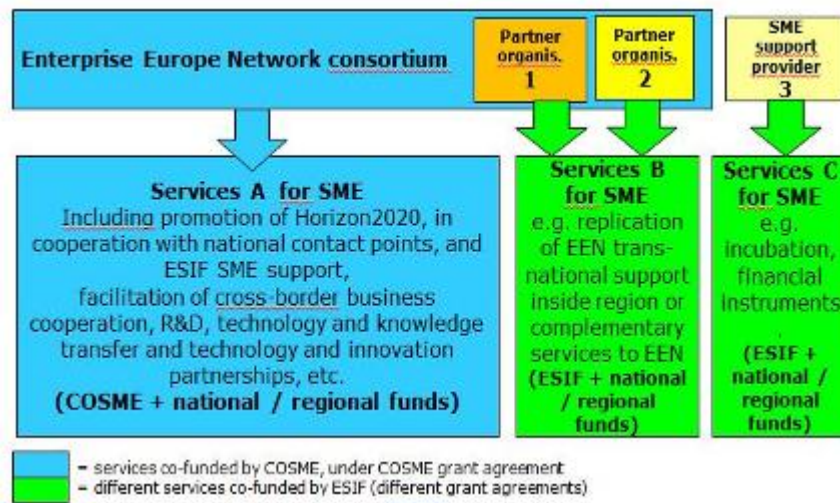 Enterprise Europe Network consortium
Partner
organis.
1
Partner
organis.
2
SME
support
provider
3
Services A for SME
Including promotion of Horizon2020, in
cooperation with national contact points, and
ESIF SME support,
facilitation of cross-border business
cooperation, R&D, technology and knowledge
transfer and technology and innovation
partnerships, etc.
(COSME + national / regional funds)
Services B
for SME
e.g. replication
of EEN trans-
national support
inside region or
complementary
services to EEN
(ESIF + national
/ regional
funds)
Services C
for SME
e.g.
incubation,
financial
instruments
.
(ESIF +
national /
regional
funds)
= services co-funded by COSME, under COSME grant agreement
= different services co-funded by ESIF (different grant agreements)